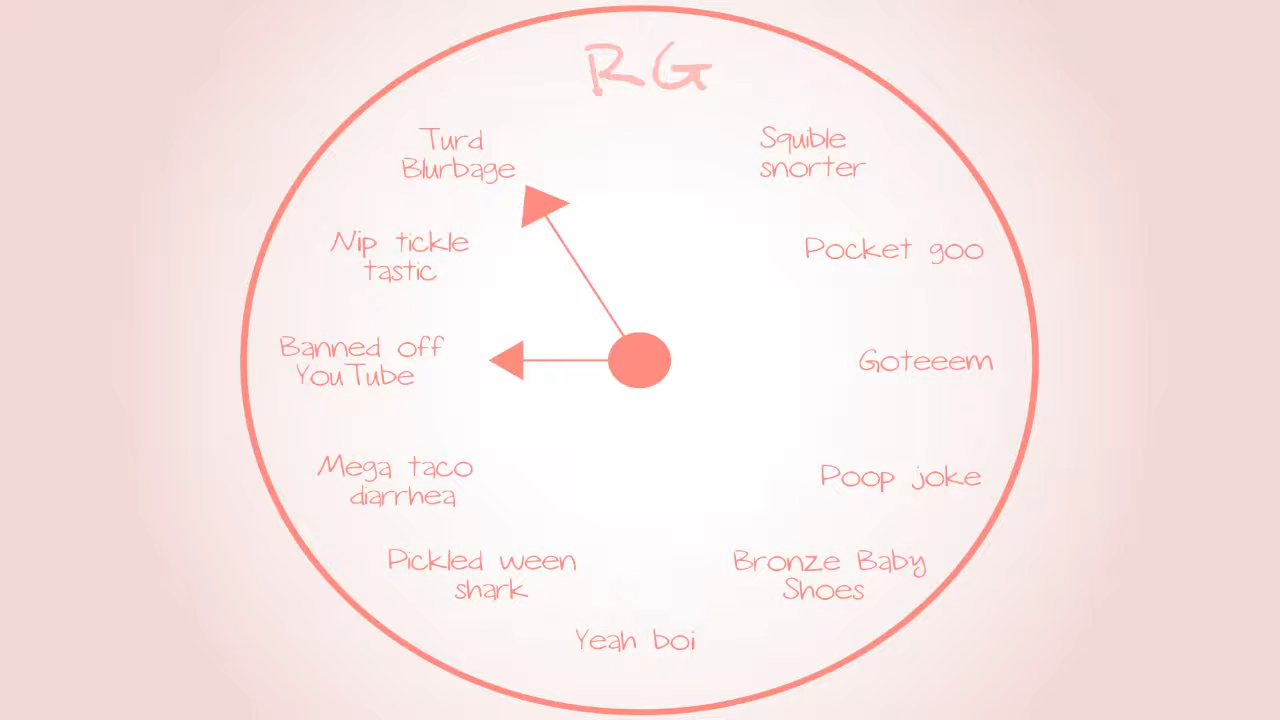 RG
Squible
snorter
Pocket goo
Goteeem
Poop joke
Bronze Baby
Shoes
Yeah boi
Pickled ween
shark
Mega taco
diarrhea
Banned off
YouTube
Nip tickle
tastic
Turd
Blurbage